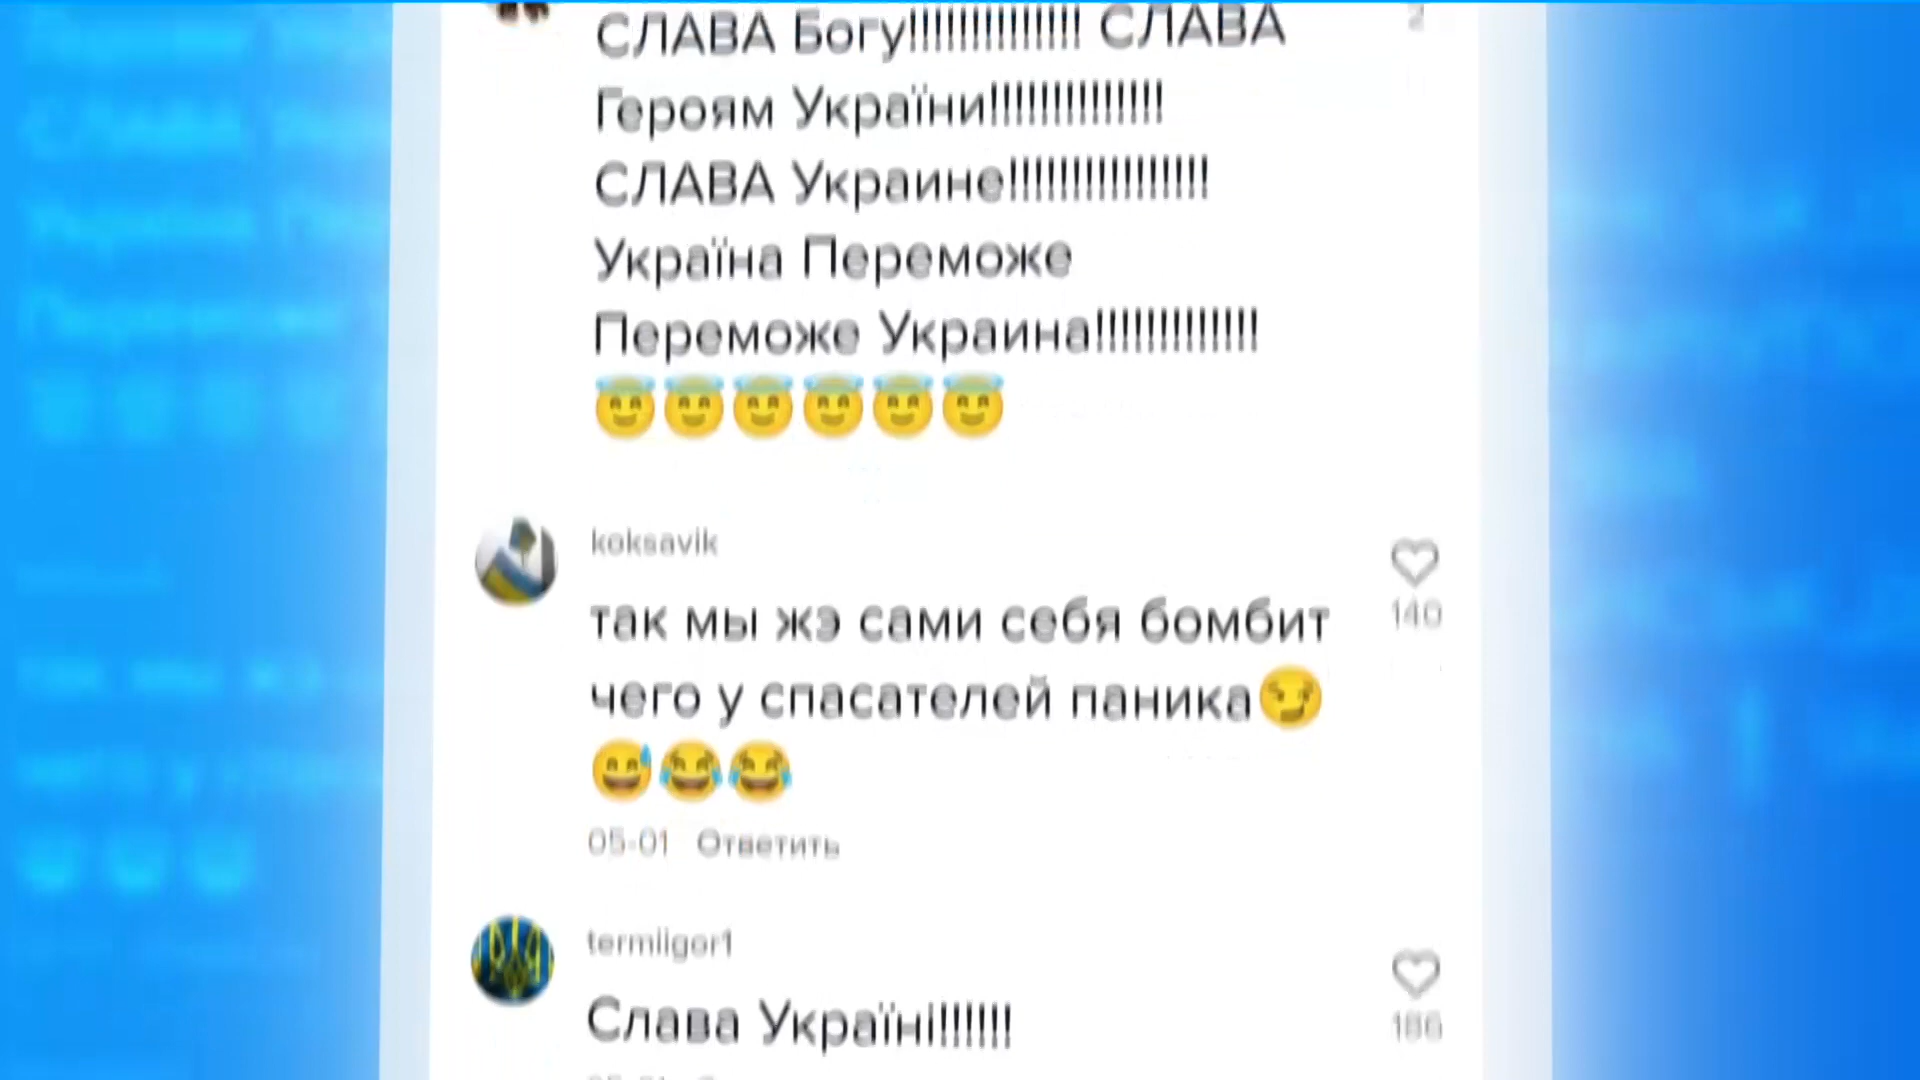 СЛАВА Богу!!!!!!!!!!!!!! СЛАВА
Героям України!!!!!!!!!!!!!!
СЛАВА Украине!!!!!!!!!!!!!!!!
Україна Переможе
Переможе Украина!!!!!!!!!!!!!
😇😇😇😇😇😇
koksavik
так мы жэ сами себя бомбит
140
чего у спасателей паника😏
😅😂😂
05-01 Ответить
termiigor1
Слава Україні!!!!!!
186